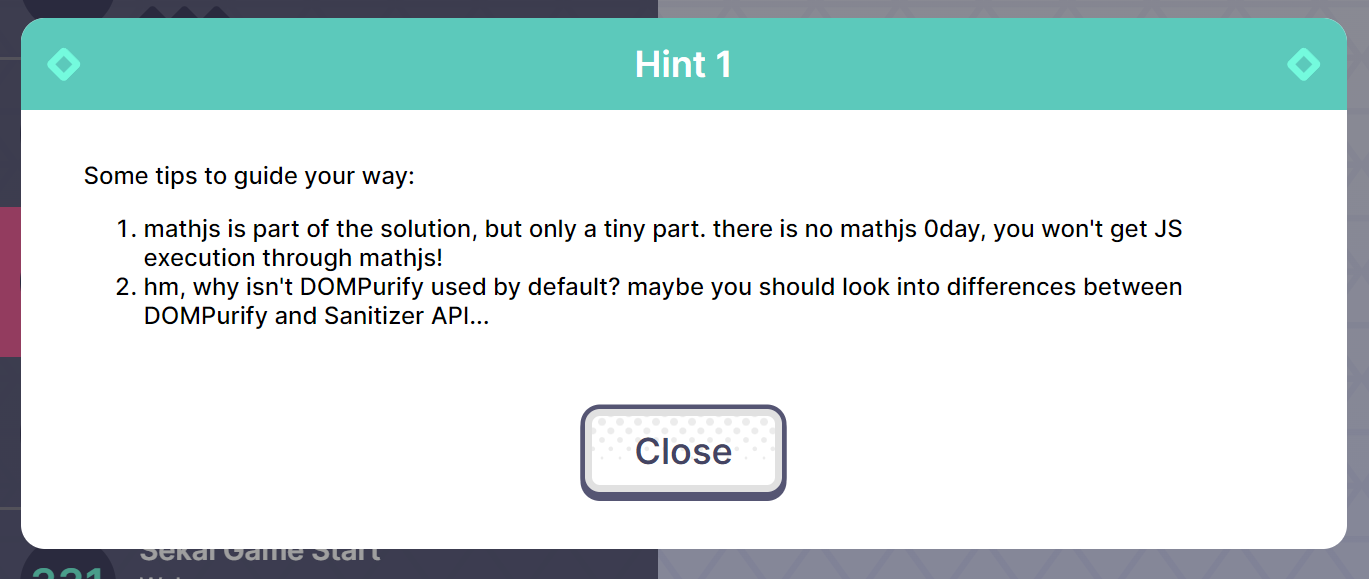 Hint 1
Some tips to guide your way:
1. mathjs is part of the solution, but only a tiny part. there is no mathjs 0day, you won't get JS
execution through mathjs!
2. hm, why isn't DOMPurify used by default? maybe you should look into differences between
DOMPurify and Sanitizer API...
Close
Sekai Game Start